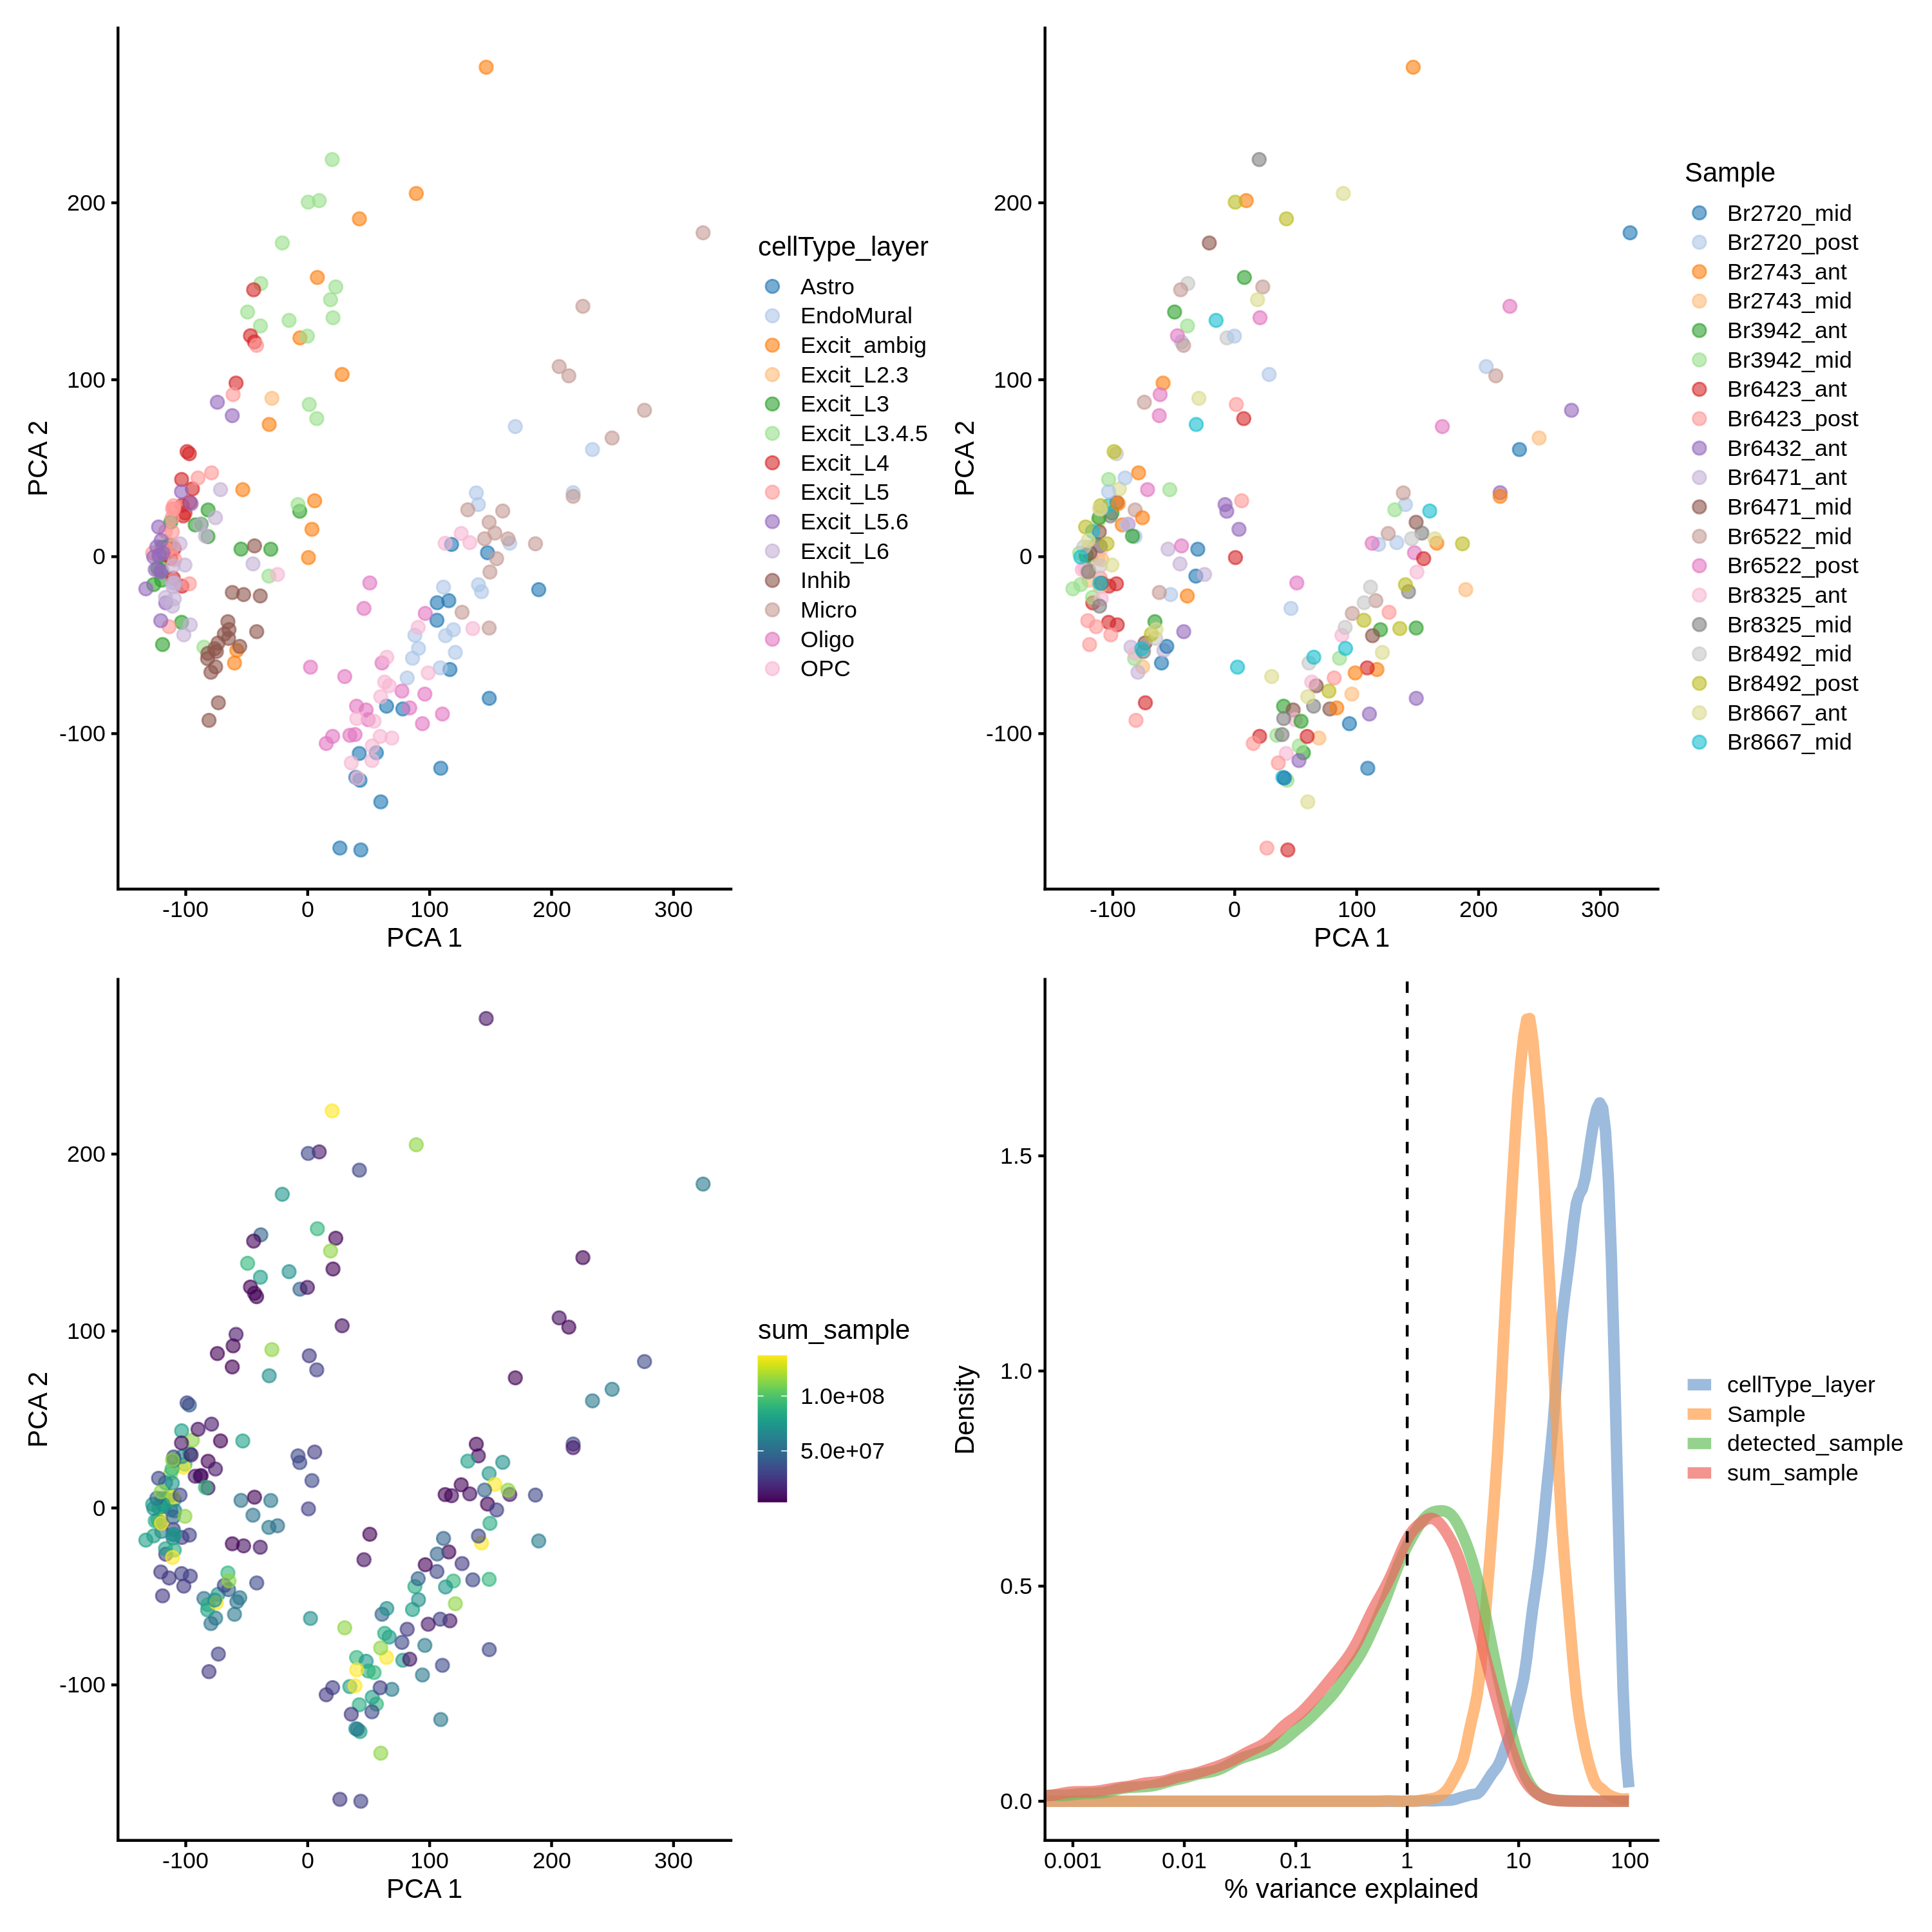 200
100
0
-100
PCA 2
-100 0 100 200 300
PCA 1
cellType_layer
Astro
EndoMural
Excit_ambig
Excit_L2.3
Excit_L3
Excit_L3.4.5
Excit_L4
Excit_L5
Excit_L5.6
Excit_L6
Inhib
Micro
Oligo
OPC
200
100
0
-100
PCA 2
-100 0 100 200 300
PCA 1
Sample
Br2720_mid
Br2720_post
Br2743_ant
Br2743_mid
Br3942_ant
Br3942_mid
Br6423_ant
Br6423_post
Br6432_ant
Br6471_ant
Br6471_mid
Br6522_mid
Br6522_post
Br8325_ant
Br8325_mid
Br8492_mid
Br8492_post
Br8667_ant
Br8667_mid
200
100
0
-100
PCA 2
-100 0 100 200 300
PCA 1
sum_sample
1.0e+08
5.0e+07
1.5
1.0
0.5
0.0
Density
0.001 0.01 0.1 1 10 100
% variance explained
cellType_layer
Sample
detected_sample
sum_sample